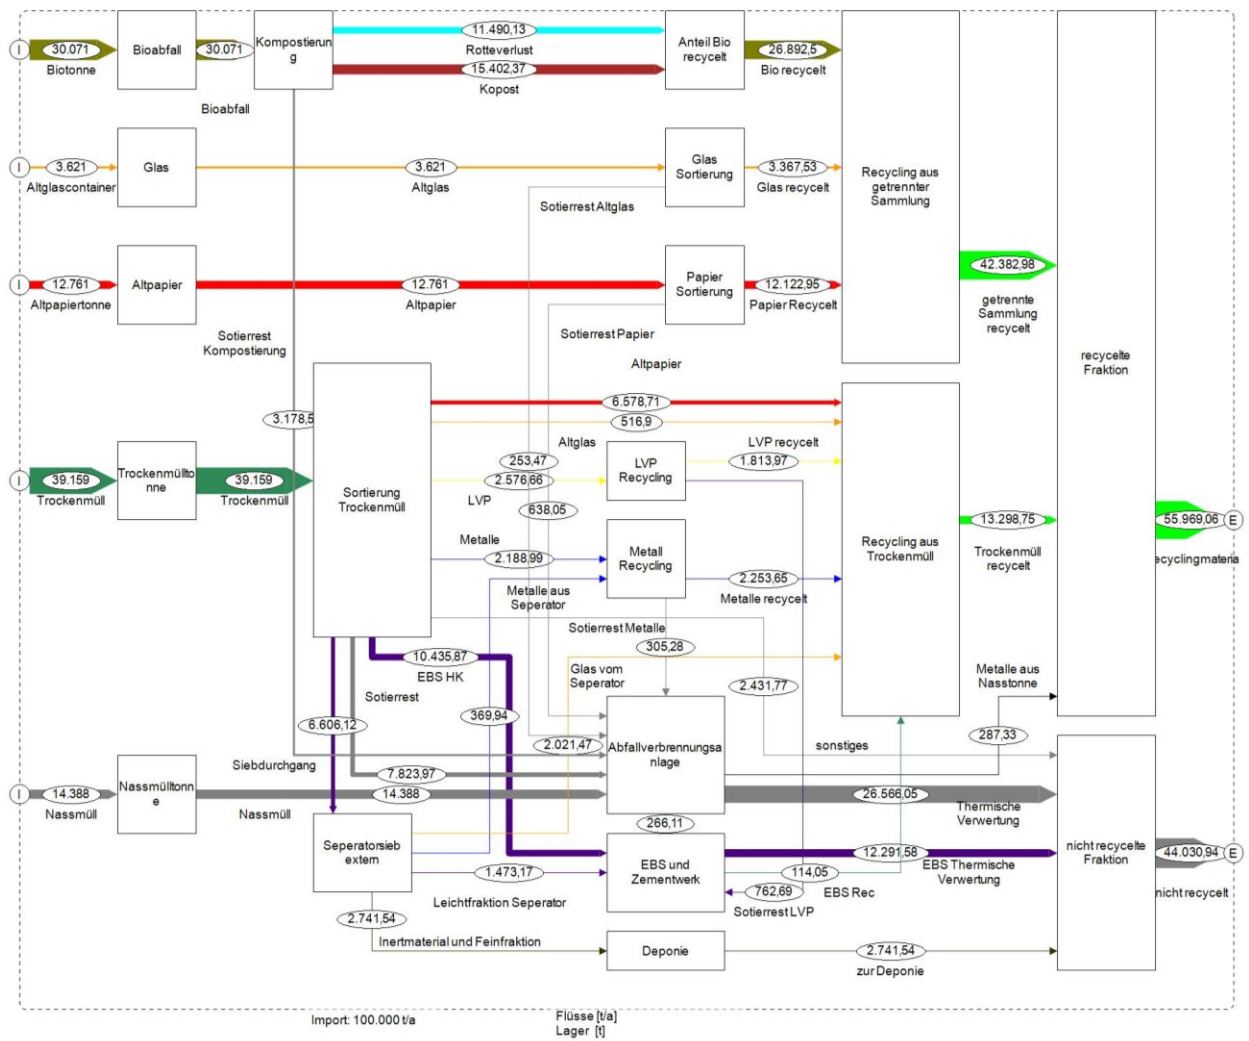 I
30.071
Biotonne
Bioabfall
30.071
Bioabfall
Kompostierun
g
11.490,13
Rotteverlust
15.402,37
Kopost
Anteil Bio
recycelt
26.892,5
Bio recycelt
I
3.621
Altglascontainer
Glas
3.621
Altglas
Glas
Sortierung
3.367,53
Glas recycelt
Sotierrest Altglas
Recycling aus
getrennter
Sammlung
I
12.761
Altpapiertonne
Altpapier
12.761
Altpapier
Papier
Sortierung
12.122,95
Papier Recycelt
Sotierrest Papier
42.382,98
getrennte
Sammlung
recycelt
recycelte
Fraktion
Sotierrest
Kompostierung
3.178,5
Altpapier
6.578,71
516,9
Altglas
I
39.159
Trockenmüll
Trockenmüllto
nne
39.159
Trockenmüll
Sortierung
Trockenmüll
253,47
2.576,66
LVP
638,05
LVP
Recycling
LVP recycelt
1.813,97
Metalle
2.188,99
Metalle aus
Seperator
Metall
Recycling
2.253,65
Metalle recycelt
Recycling aus
Trockenmüll
13.298,75
Trockenmüll
recycelt
55.969,06
E
ecyclingmateria
Sotierrest Metalle
305,28
10.435,87
EBS HK
Sotierrest
Glas vom
Seperator
2.431,77
Metalle aus
Nasstonne
287,33
6.606,12
369,94
2.021,47
Abfallverbrennungsa
nlage
sonstiges
Siebdurchgang
7.823,97
I
14.388
Nassmüll
Nassmülltonn
e
14.388
Nassmüll
26.566,05
Thermische
Verwertung
266,11
Seperatorsieb
extern
1.473,17
Leichtfraktion Seperator
EBS und
Zementwerk
12.291,58
EBS Thermische
Verwertung
114,05
EBS Rec
762,69
Sotierrest LVP
nicht recycelte
Fraktion
44.030,94
E
nicht recycelt
2.741,54
Inertmaterial und Feinfraktion
Deponie
2.741,54
zur Deponie
Import: 100.000 t/a
Flüsse [t/a]
Lager [t]